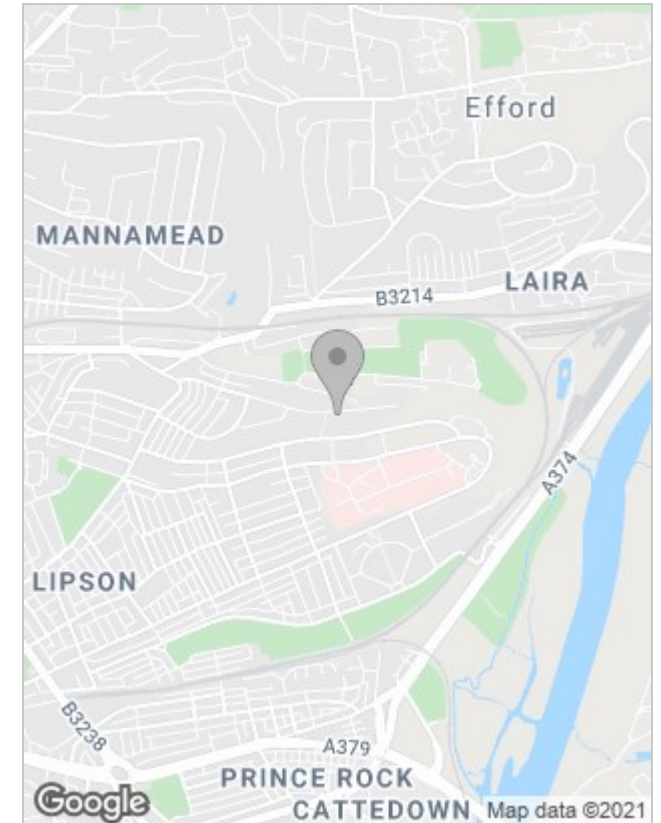 Efford
MANNAMEAD
LAIRA
B3214
A374
LIPSON
B3238
A379
PRINCE ROCK
CATTEDOWN
Google
Map data ©2021